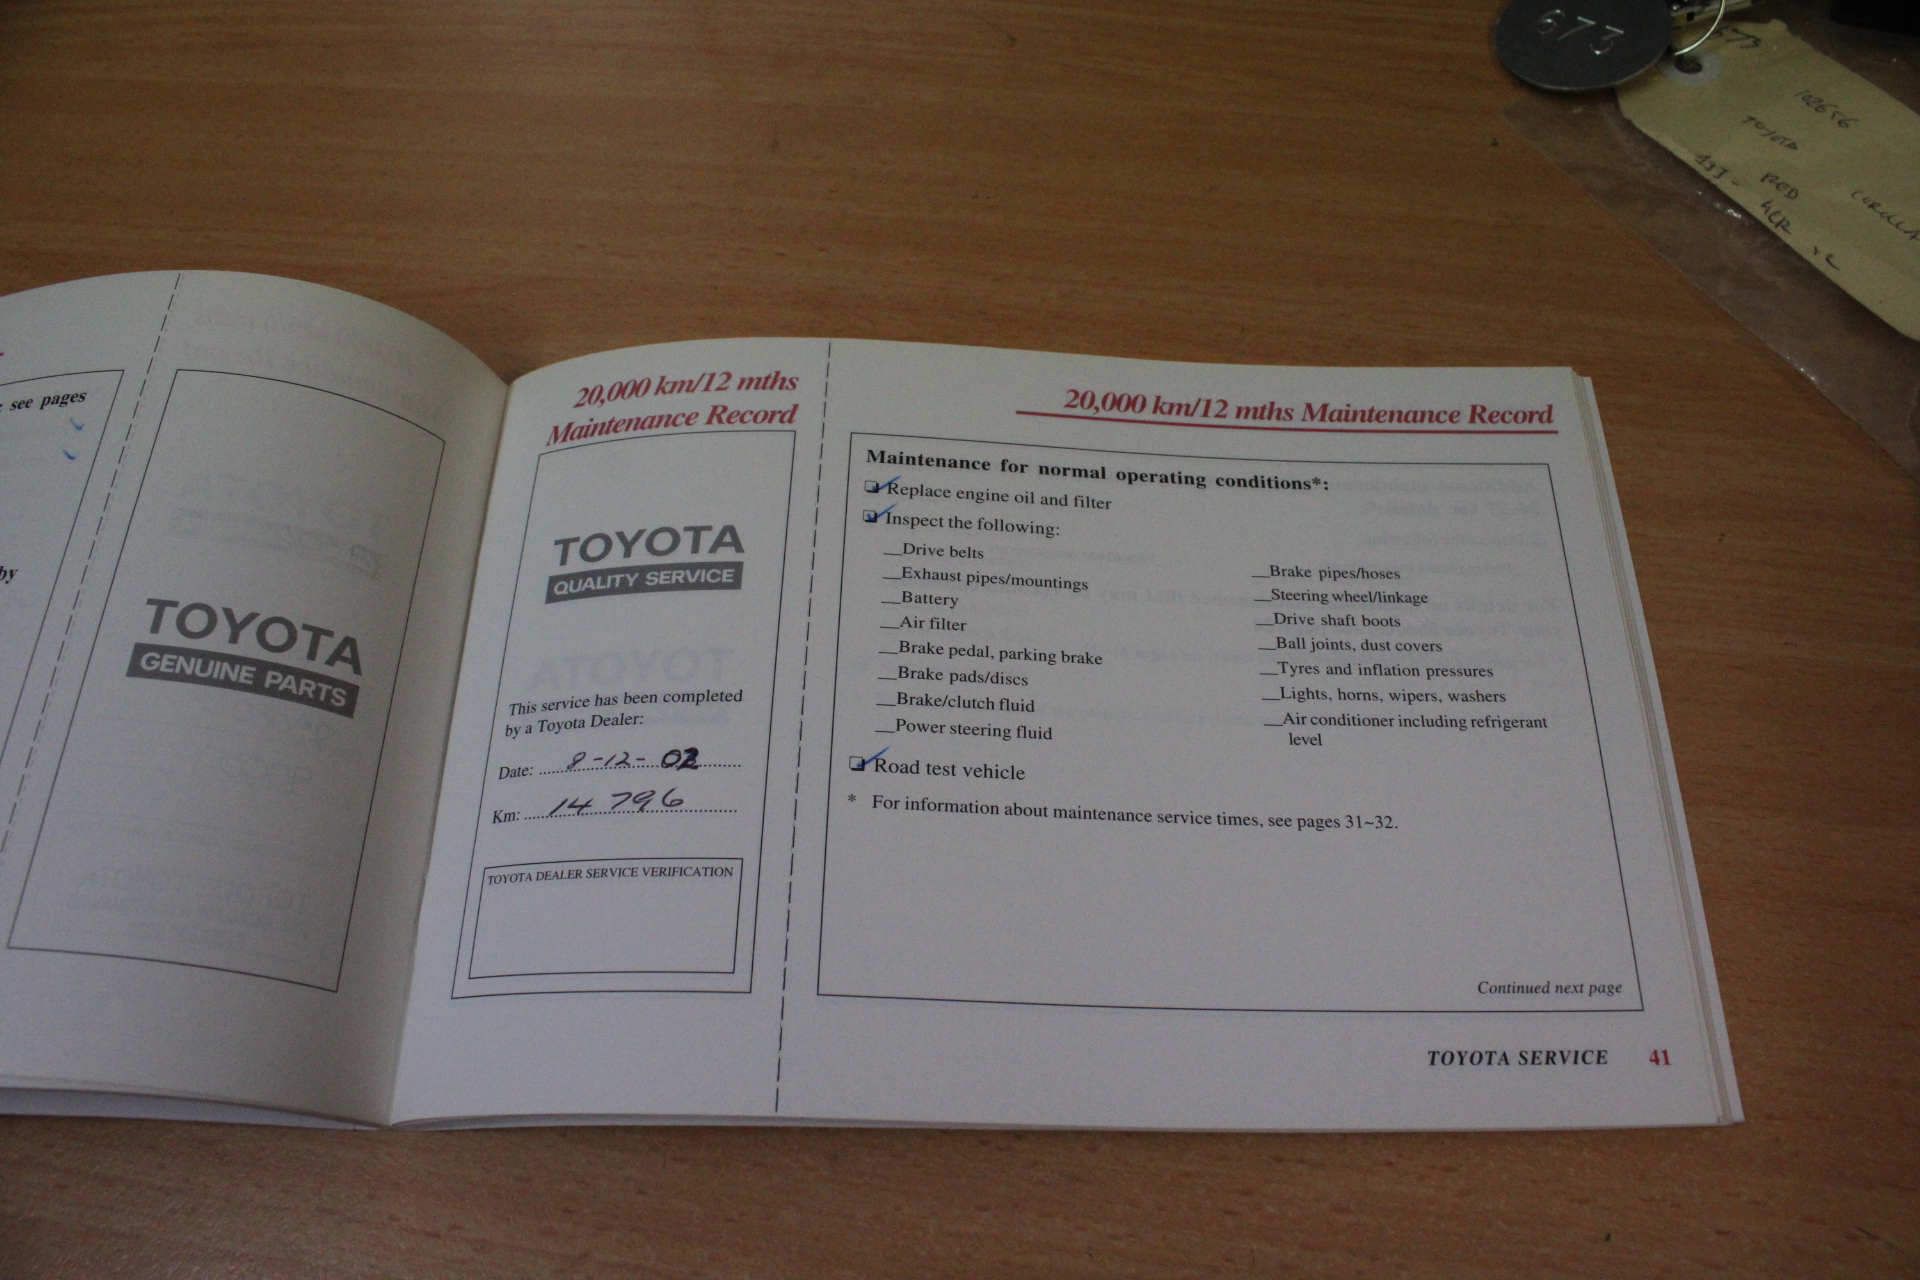 673
102656
TOYOTA
COROLLA
RED
see pages
by
TOYOTA
GENUINE PARTS
20,000 km/12 mths
Maintenance Record
TOYOTA
QUALITY SERVICE
This service has been completed
by a Toyota Dealer:
Date: 8-12-02
Km: 14 796
TOYOTA DEALER SERVICE VERIFICATION
20,000 km/12 mths Maintenance Record
Maintenance for normal operating conditions*:
Replace engine oil and filter
Inspect the following:
__Drive belts
__Exhaust pipes/mountings
__Battery
__Air filter
__Brake pedal, parking brake
__Brake pads/discs
__Brake/clutch fluid
__Power steering fluid
__Brake pipes/hoses
__Steering wheel/linkage
__Drive shaft boots
__Ball joints, dust covers
__Tyres and inflation pressures
__Lights, horns, wipers, washers
__Air conditioner including refrigerant
level
Road test vehicle
* For information about maintenance service times, see pages 31~32.
Continued next page
TOYOTA SERVICE 41